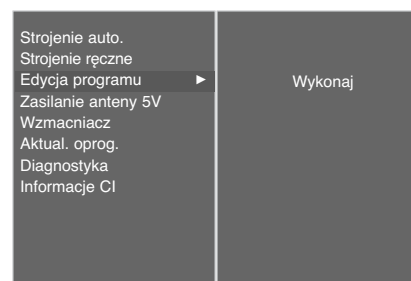 Strojenie auto.
Strojenie ręczne
Edycja programu ►
Wykonaj
Zasilanie anteny 5V
Wzmacniacz
Aktual. oprog.
Diagnostyka
Informacje CI